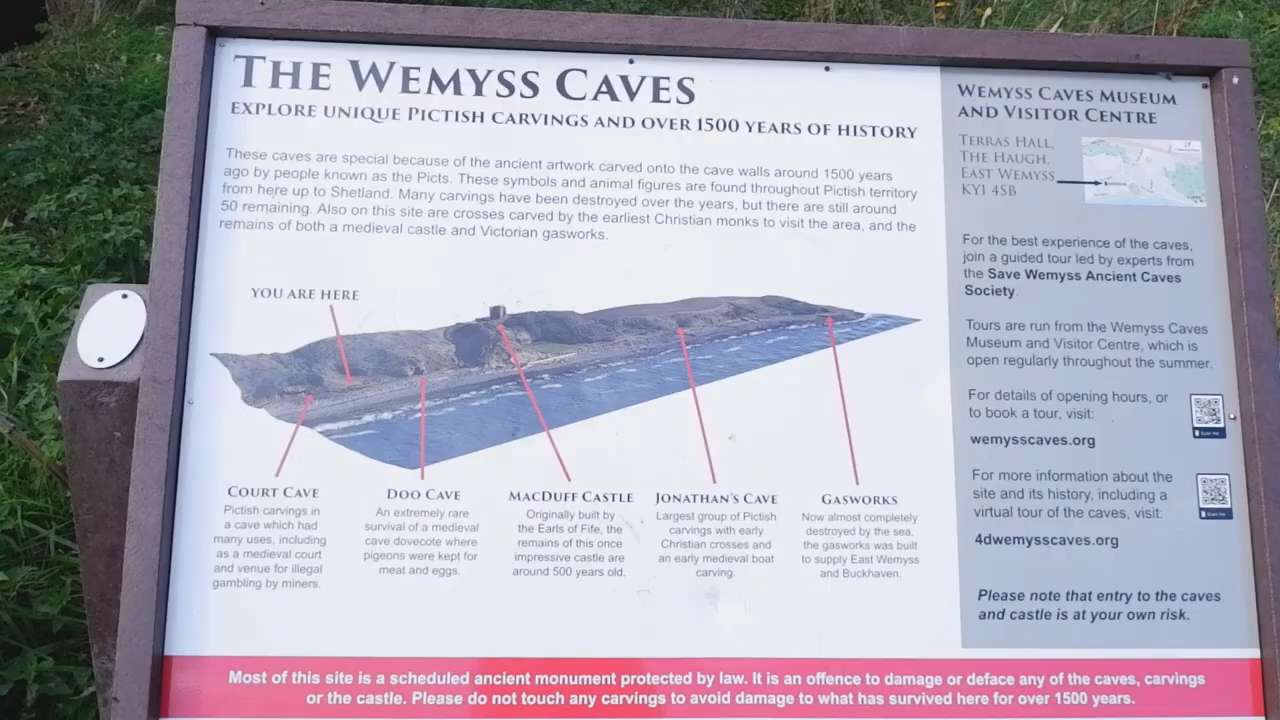 THE WEMYSS CAVES
EXPLORE UNIQUE PICTISH CARVINGS AND OVER 1500 YEARS OF HISTORY
These caves are special because of the ancient artwork carved onto the cave walls around 1500 years
ago by people known as the Picts. These symbols and animal figures are found throughout Pictish territory
from here up to Shetland. Many carvings have been destroyed over the years, but there are still around
50 remaining. Also on this site are crosses carved by the earliest Christian monks to visit the area, and the
remains of both a medieval castle and Victorian gasworks.
YOU ARE HERE
COURT CAVE
Pictish carvings in
a cave which had
many uses, including
as a medieval court
and venue for illegal
gambling by miners.
DOO CAVE
An extremely rare
survival of a medieval
cave dovecote where
pigeons were kept for
meat and eggs.
MACDUFF CASTLE
Originally built by
the Earls of Fife, the
remains of this once
impressive castle are
around 500 years old.
JONATHAN'S CAVE
Largest group of Pictish
carvings with early
Christian crosses and
an early medieval boat
carving.
GASWORKS
Now almost completely
destroyed by the sea,
the gasworks was built
to supply East Wemyss
and Buckhaven.
WEMYSS CAVES MUSEUM
AND VISITOR CENTRE
TERRAS HALL,
THE HAUGH,
EAST WEMYSS
KY1 4SB
For the best experience of the caves,
join a guided tour led by experts from
the Save Wemyss Ancient Caves
Society.
Tours are run from the Wemyss Caves
Museum and Visitor Centre, which is
open regularly throughout the summer.
For details of opening hours, or
to book a tour, visit:
wemysscaves.org
For more information about the
site and its history, including a
virtual tour of the caves, visit:
4dwemysscaves.org
Please note that entry to the caves
and castle is at your own risk.
Most of this site is a scheduled ancient monument protected by law. It is an offence to damage or deface any of the caves, carvings
or the castle. Please do not touch any carvings to avoid damage to what has survived here for over 1500 years.